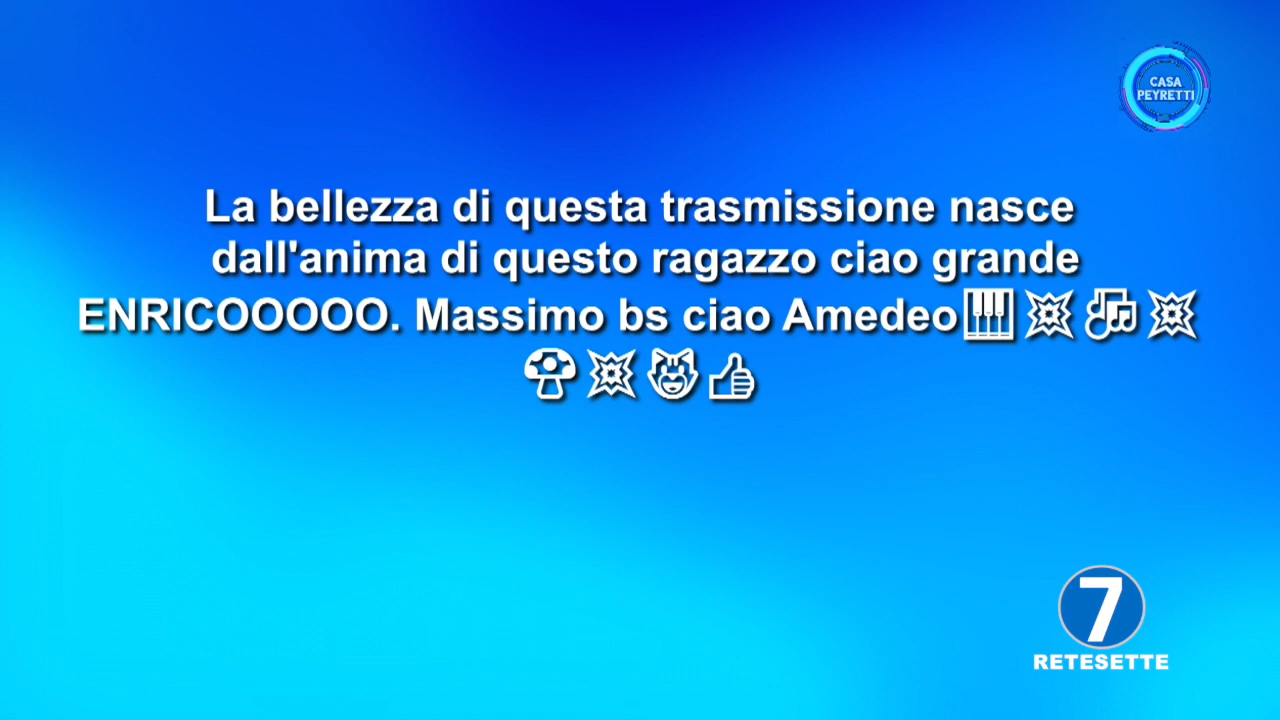 CASA
PEYRETTI
La bellezza di questa trasmissione nasce
dall'anima di questo ragazzo ciao grande
ENRICOOOOO. Massimo bs ciao Amedeo🎹💥🎶💥
🍄💥😸👍
7
RETESETTE